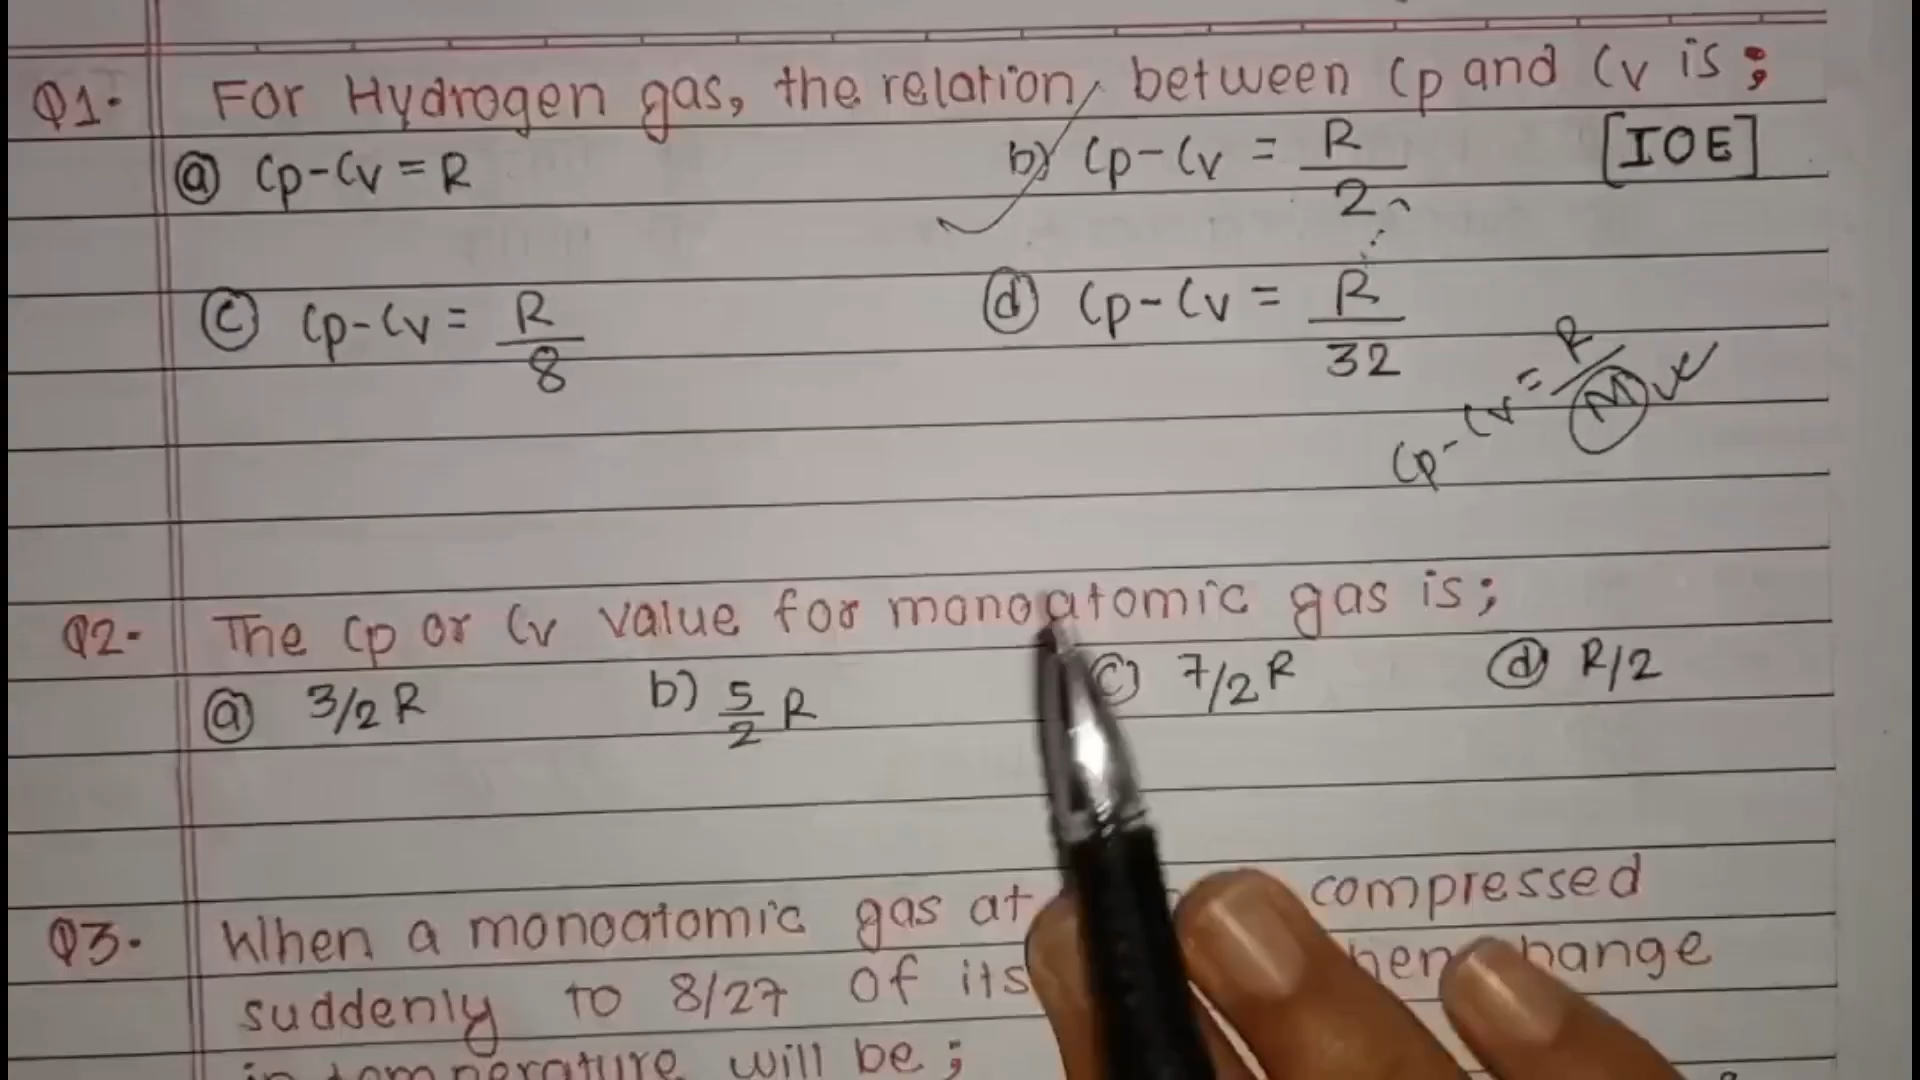 Q1. For Hydrogen gas, the relation, between Cp and Cv is;
(a) Cp-Cv = R b) Cp-Cv = R/2 [IOE]
(c) Cp-Cv = R/8 (d) Cp-Cv = R/32
Cp-Cv = R/M
Q2. The Cp or Cv value for monoatomic gas is;
(a) 3/2 R b) 5/2 R (c) 7/2 R (d) R/2
Q3. When a monoatomic gas at compressed
suddenly to 8/27 of its change
in temperature will be;